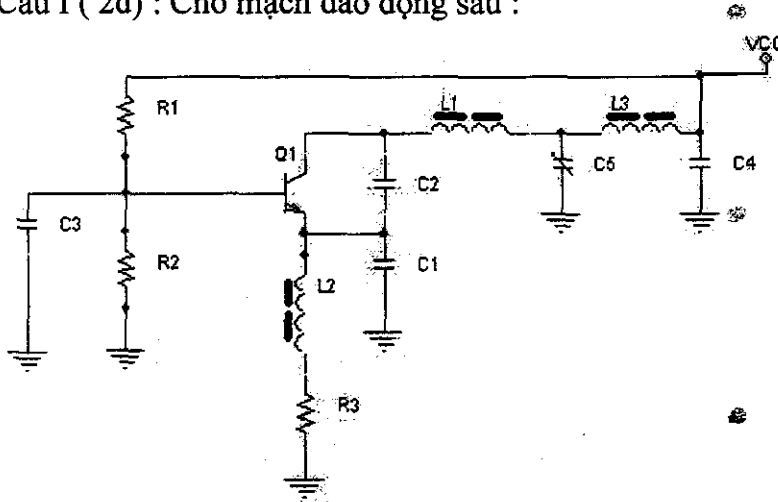 Câu I ( 2đ) : Cho mạch dao động sau :
VCC
R1
L1
L3
Q1
C2
C5
C4
C3
R2
C1
L2
R3